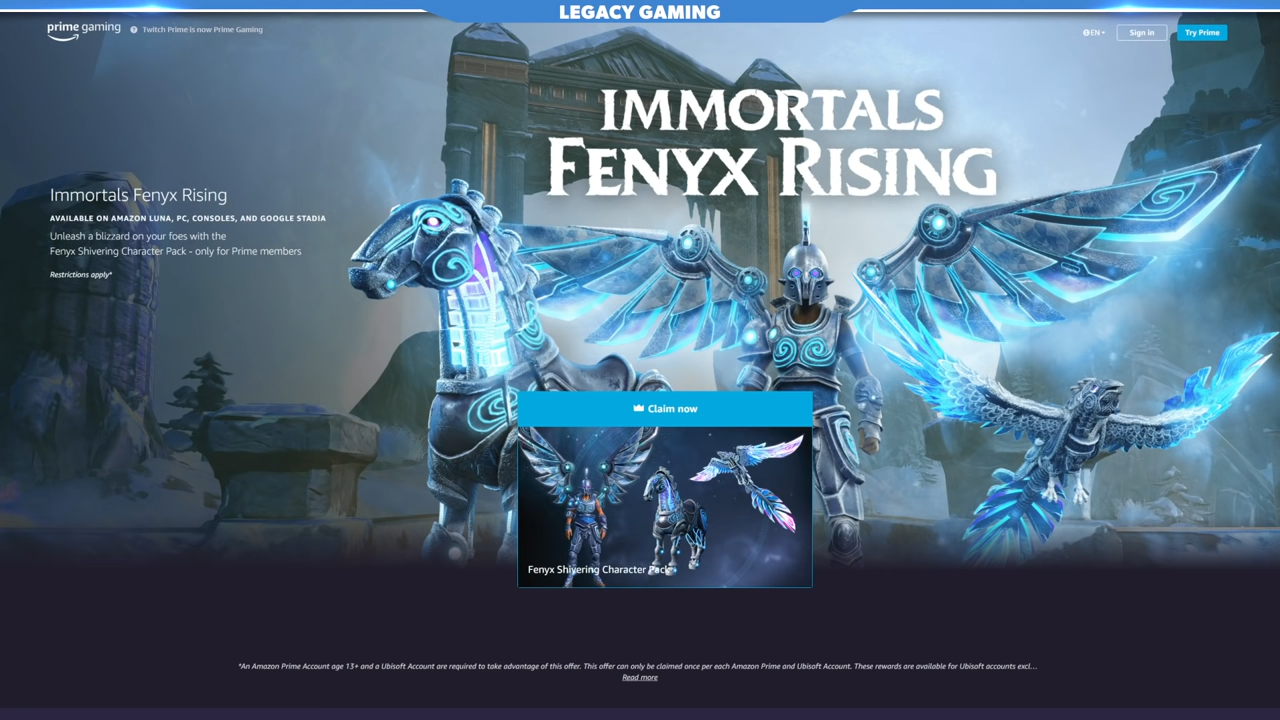 LEGACY GAMING
prime gaming
Twitch Prime is now Prime Gaming
EN
Sign in
Try Prime
IMMORTALS
FENYX RISING
Immortals Fenyx Rising
AVAILABLE ON AMAZON LUNA, PC, CONSOLES, AND GOOGLE STADIA
Unleash a blizzard on your foes with the
Fenyx Shivering Character Pack - only for Prime members
Restrictions apply*
Claim now
Fenyx Shivering Character Pack
*An Amazon Prime Account age 13+ and a Ubisoft Account are required to take advantage of this offer. This offer can only be claimed once per each Amazon Prime and Ubisoft Account. These rewards are available for Ubisoft accounts excl...
Read more